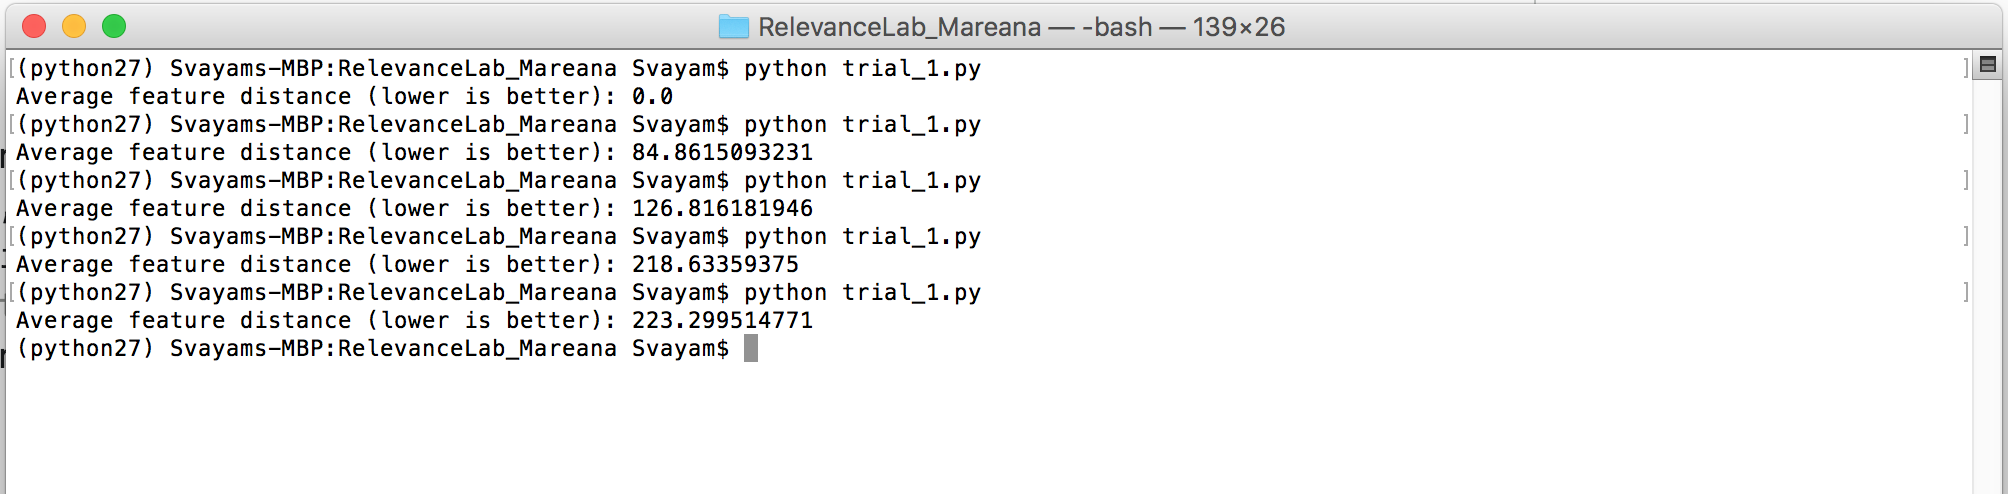 RelevanceLab_Mareana — -bash — 139×26
(python27) Svayams-MBP:RelevanceLab_Mareana Svayam$ python trial_1.py
Average feature distance (lower is better): 0.0
(python27) Svayams-MBP:RelevanceLab_Mareana Svayam$ python trial_1.py
Average feature distance (lower is better): 84.8615093231
(python27) Svayams-MBP:RelevanceLab_Mareana Svayam$ python trial_1.py
Average feature distance (lower is better): 126.816181946
(python27) Svayams-MBP:RelevanceLab_Mareana Svayam$ python trial_1.py
Average feature distance (lower is better): 218.63359375
(python27) Svayams-MBP:RelevanceLab_Mareana Svayam$ python trial_1.py
Average feature distance (lower is better): 223.299514771
(python27) Svayams-MBP:RelevanceLab_Mareana Svayam$